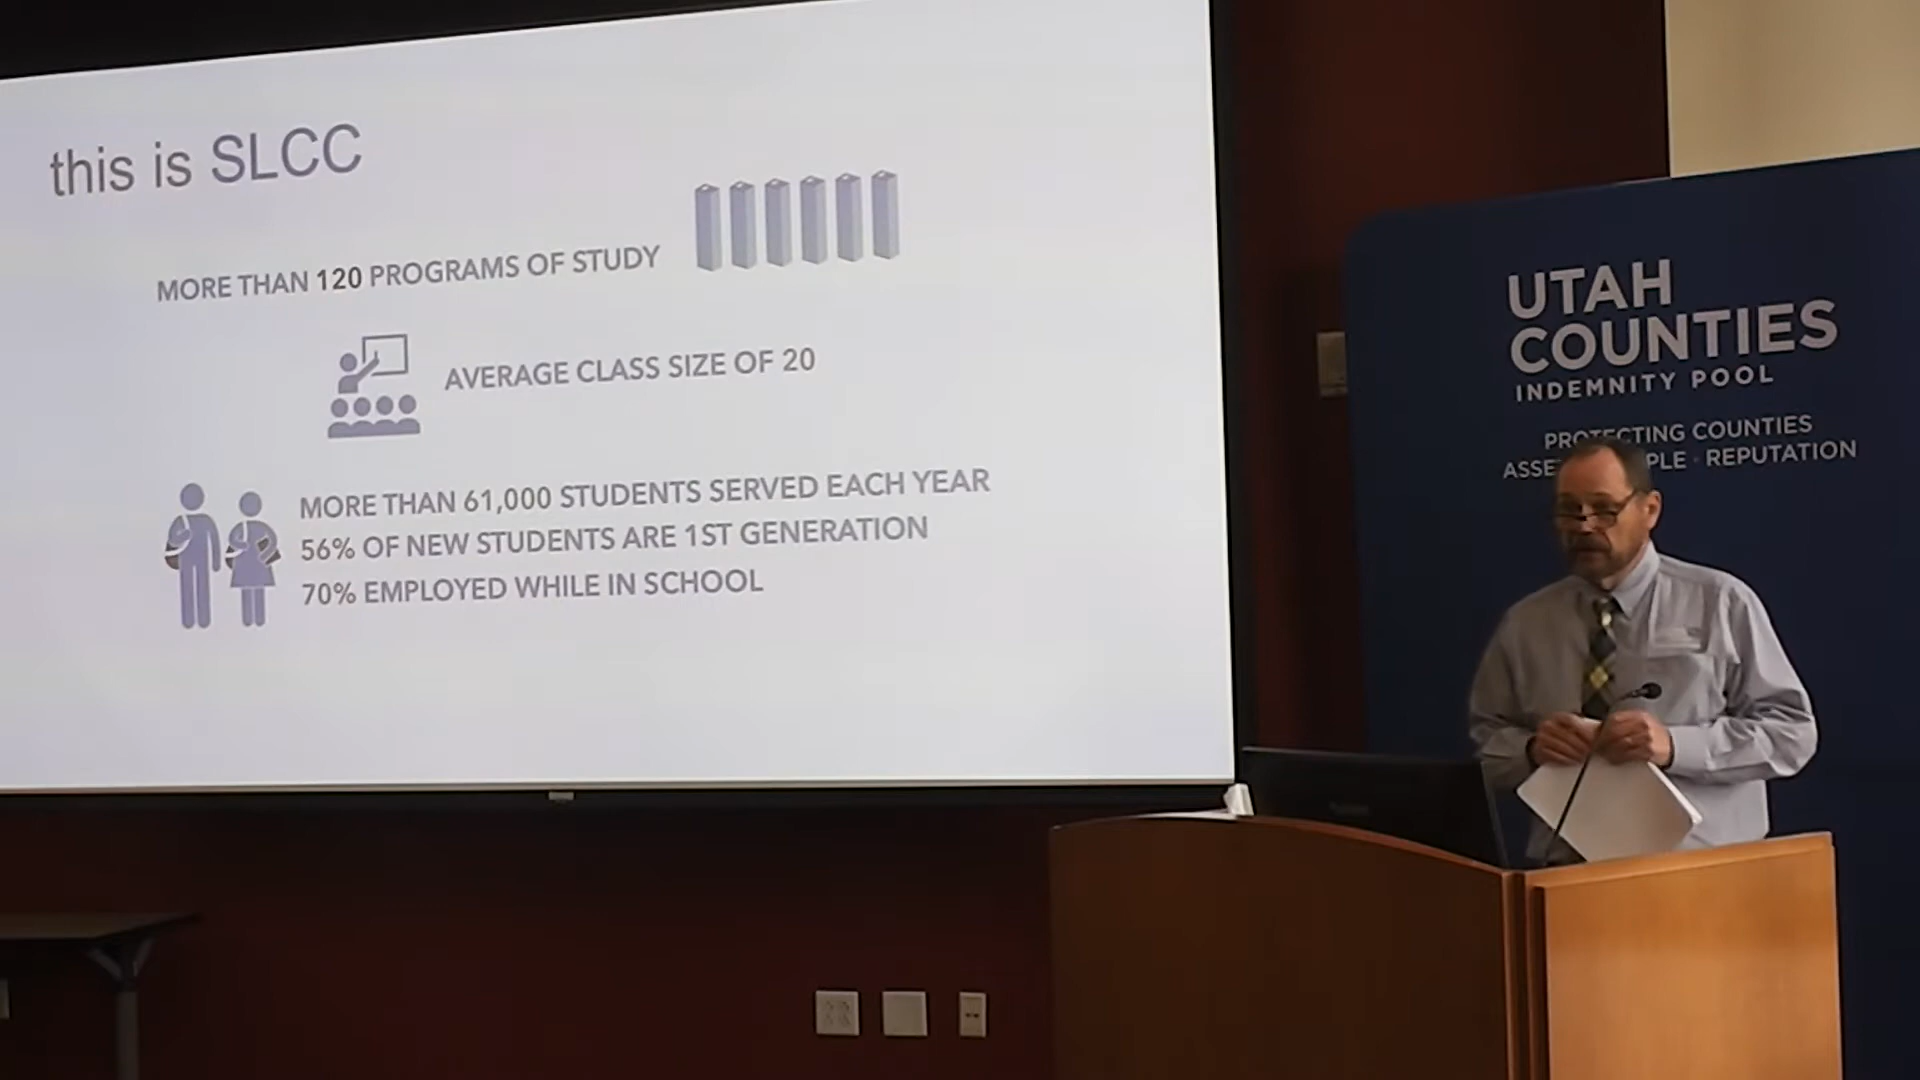 this is SLCC
MORE THAN 120 PROGRAMS OF STUDY
AVERAGE CLASS SIZE OF 20
MORE THAN 61,000 STUDENTS SERVED EACH YEAR
56% OF NEW STUDENTS ARE 1ST GENERATION
70% EMPLOYED WHILE IN SCHOOL
UTAH
COUNTIES
INDEMNITY POOL
PROTECTING COUNTIES
REPUTATION